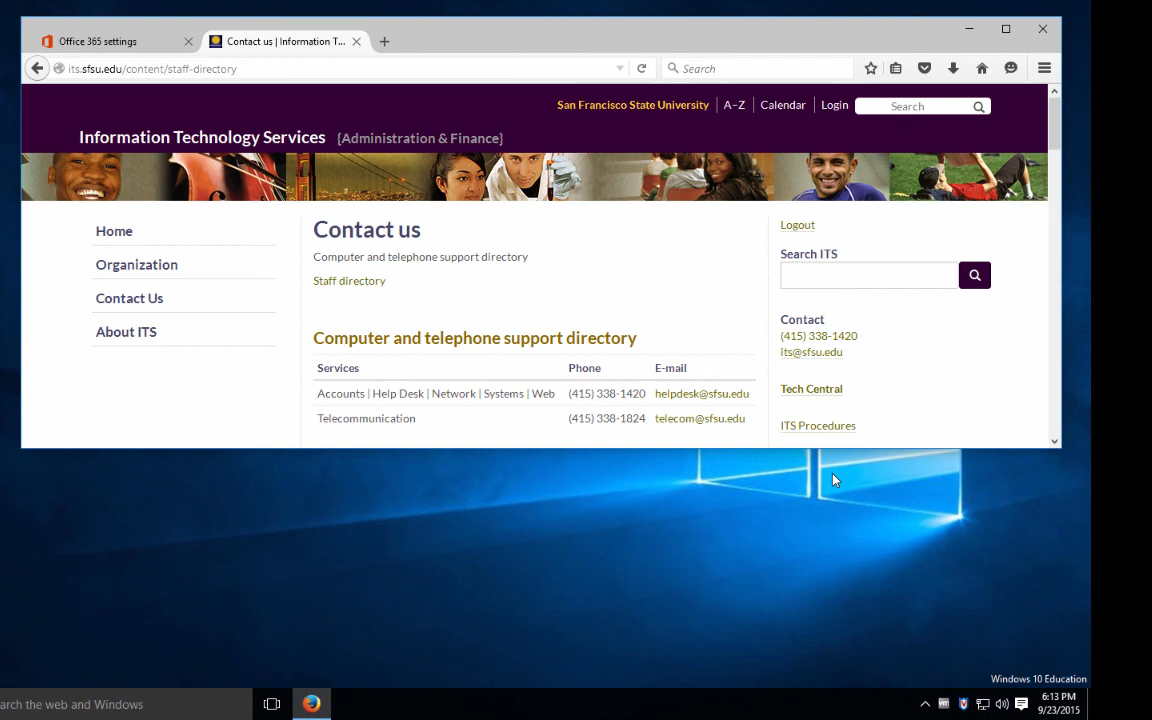 Office 365 settings
Contact us | Information T...
its.sfsu.edu/content/staff-directory
Search
San Francisco State University
A–Z
Calendar
Login
Search
Information Technology Services
{Administration & Finance}
Home
Organization
Contact Us
About ITS
Contact us
Computer and telephone support directory
Staff directory
Computer and telephone support directory
Services Phone E-mail
Accounts | Help Desk | Network | Systems | Web (415) 338-1420 helpdesk@sfsu.edu
Telecommunication (415) 338-1824 telecom@sfsu.edu
Logout
Search ITS
Contact
(415) 338-1420
its@sfsu.edu
Tech Central
ITS Procedures
Windows 10 Education
arch the web and Windows
6:13 PM
9/23/2015